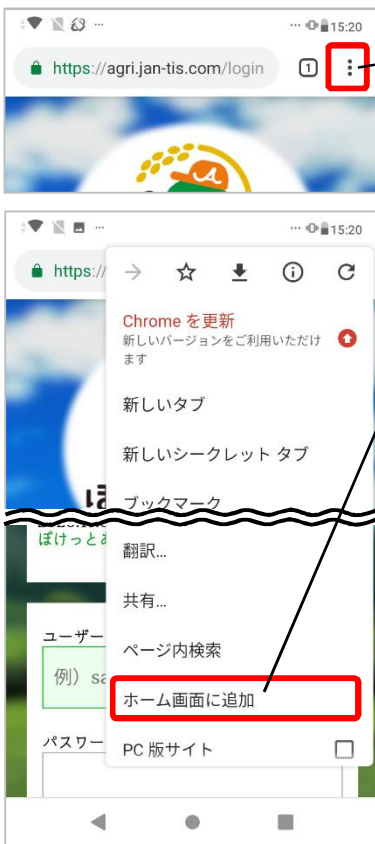 15:20
https://agri.jan-tis.com/login
1
15:20
https://
Chrome を更新
新しいバージョンをご利用いただけ
ます
新しいタブ
新しいシークレット タブ
ブックマーク
ぽけっと
翻訳...
共有...
ページ内検索
ユーザー
例）sa
ホーム画面に追加
パスワー
PC 版サイト